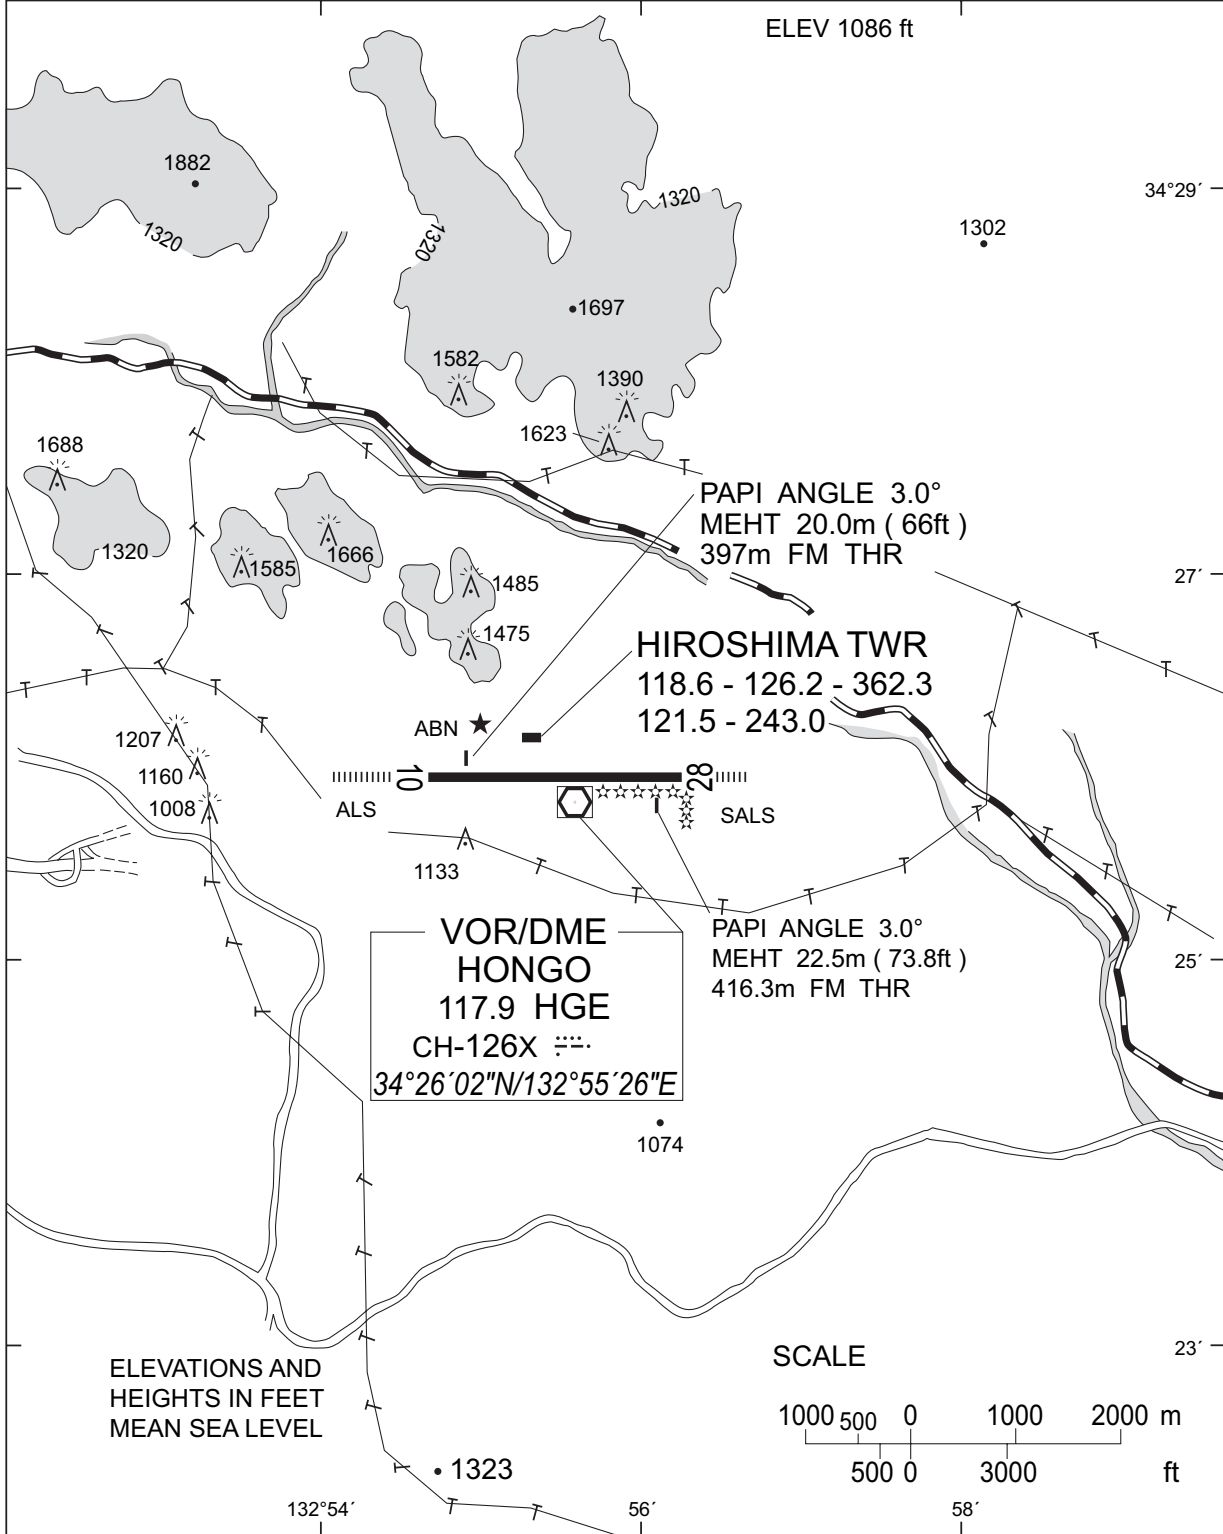 ELEV 1086 ft
1882
34°29´
1320
1320
1320
1302
1697
1582
1390
1623
1688
PAPI ANGLE 3.0°
MEHT 20.0m ( 66ft )
397m FM THR
1320
1666
1585
1485
27´
1475
HIROSHIMA TWR
118.6 - 126.2 - 362.3
121.5 - 243.0
ABN
1207
1160
10
28
1008
ALS
SALS
1133
PAPI ANGLE 3.0°
MEHT 22.5m ( 73.8ft )
416.3m FM THR
VOR/DME
HONGO
117.9 HGE
CH-126X
34°26´02"N/132°55´26"E
25´
1074
23´
ELEVATIONS AND
HEIGHTS IN FEET
MEAN SEA LEVEL
SCALE
1000 500 0 1000 2000 m
500 0 3000 ft
1323
132°54´
56´
58´